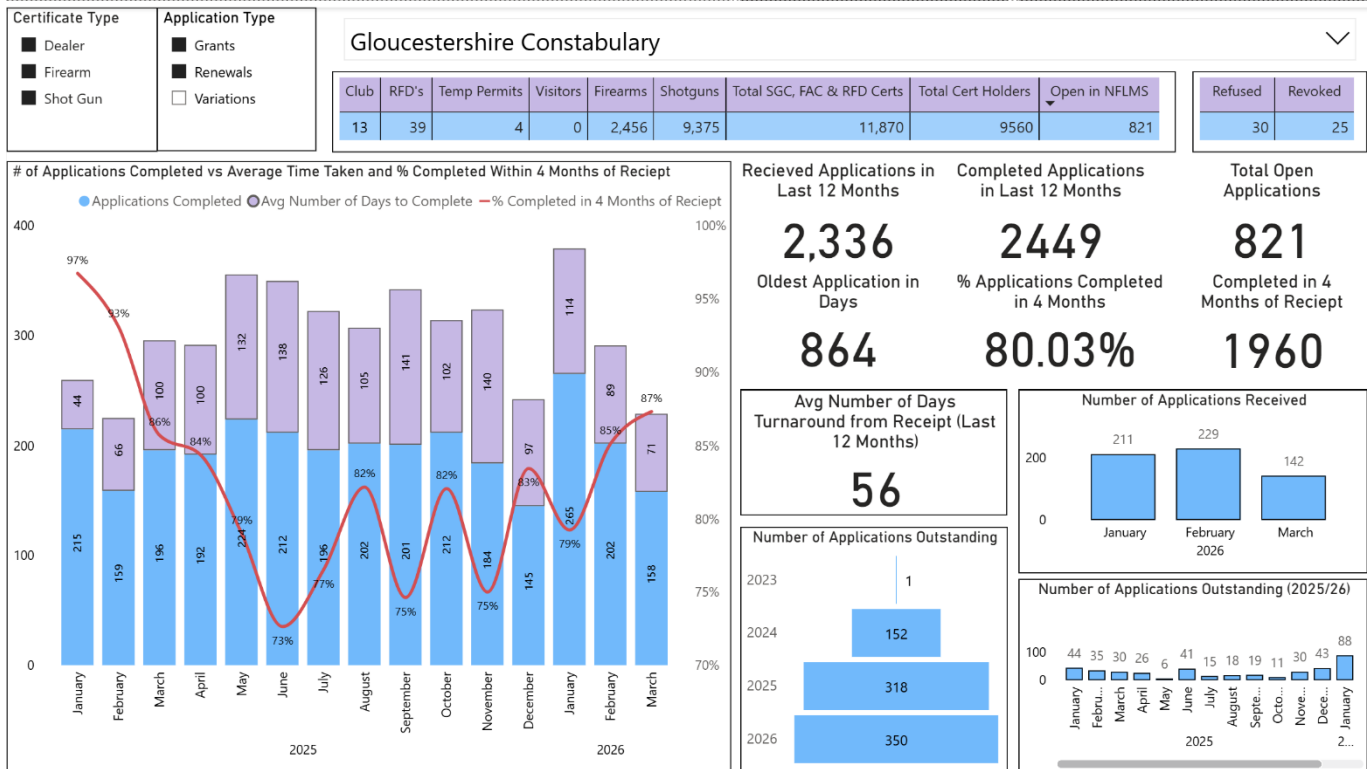 Certificate Type
Dealer
Firearm
Shot Gun
Application Type
Grants
Renewals
Variations
Gloucestershire Constabulary
Club RFD's Temp Permits Visitors Firearms Shotguns Total SGC, FAC & RFD Certs Total Cert Holders Open in NFLMS
13 39 4 0 2,456 9,375 11,870 9560 821
Refused Revoked
30 25
# of Applications Completed vs Average Time Taken and % Completed Within 4 Months of Reciept
Applications Completed Avg Number of Days to Complete % Completed in 4 Months of Reciept
400
300
200
100
0
100%
95%
90%
85%
80%
75%
70%
44 66 100 100 132 138 126 105 141 102 140 97 114 89 71
97% 93% 86% 84% 79% 73% 77% 82% 75% 82% 75% 83% 79% 85% 87%
215 159 196 192 224 212 196 202 201 212 184 145 265 202 158
January February March April May June July August September October November December January February March
2025 2026
Recieved Applications in
Last 12 Months
2,336
Completed Applications
in Last 12 Months
2449
Total Open
Applications
821
Oldest Application in
Days
864
% Applications Completed
in 4 Months
80.03%
Completed in 4
Months of Reciept
1960
Avg Number of Days
Turnaround from Receipt (Last
12 Months)
56
Number of Applications Received
211 229 142
200
0
January February March
2026
Number of Applications Outstanding
2023 1
2024 152
2025 318
2026 350
Number of Applications Outstanding (2025/26)
100
0
44 35 30 26 6 41 15 18 19 11 30 43 88
January Febru... March April May June July August Septe... Octo... Nove... Dece... January
2025 2...